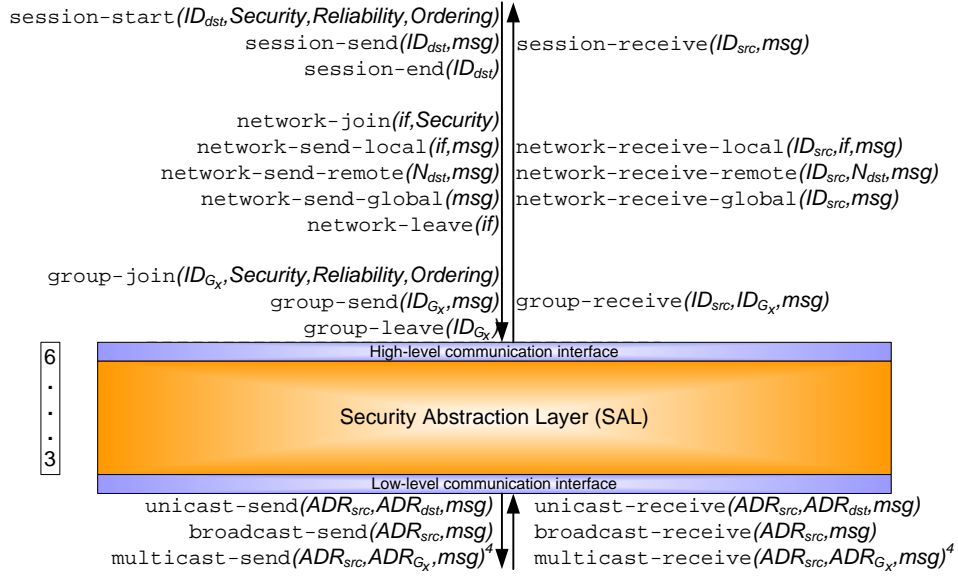 session-start(IDdst,Security,Reliability,Ordering)
session-send(IDdst,msg) session-receive(IDsrc,msg)
session-end(IDdst)
network-join(if,Security)
network-send-local(if,msg) network-receive-local(IDsrc,if,msg)
network-send-remote(Ndst,msg) network-receive-remote(IDsrc,Ndst,msg)
network-send-global(msg) network-receive-global(IDsrc,msg)
network-leave(if)
group-join(IDGx,Security,Reliability,Ordering)
group-send(IDGx,msg) group-receive(IDsrc,IDGx,msg)
group-leave(IDGx)
6
.
.
.
3
High-level communication interface
Security Abstraction Layer (SAL)
Low-level communication interface
unicast-send(ADRsrc,ADRdst,msg) unicast-receive(ADRsrc,ADRdst,msg)
broadcast-send(ADRsrc,msg) broadcast-receive(ADRsrc,msg)
multicast-send(ADRsrc,ADRGx,msg)4 multicast-receive(ADRsrc,ADRGx,msg)4